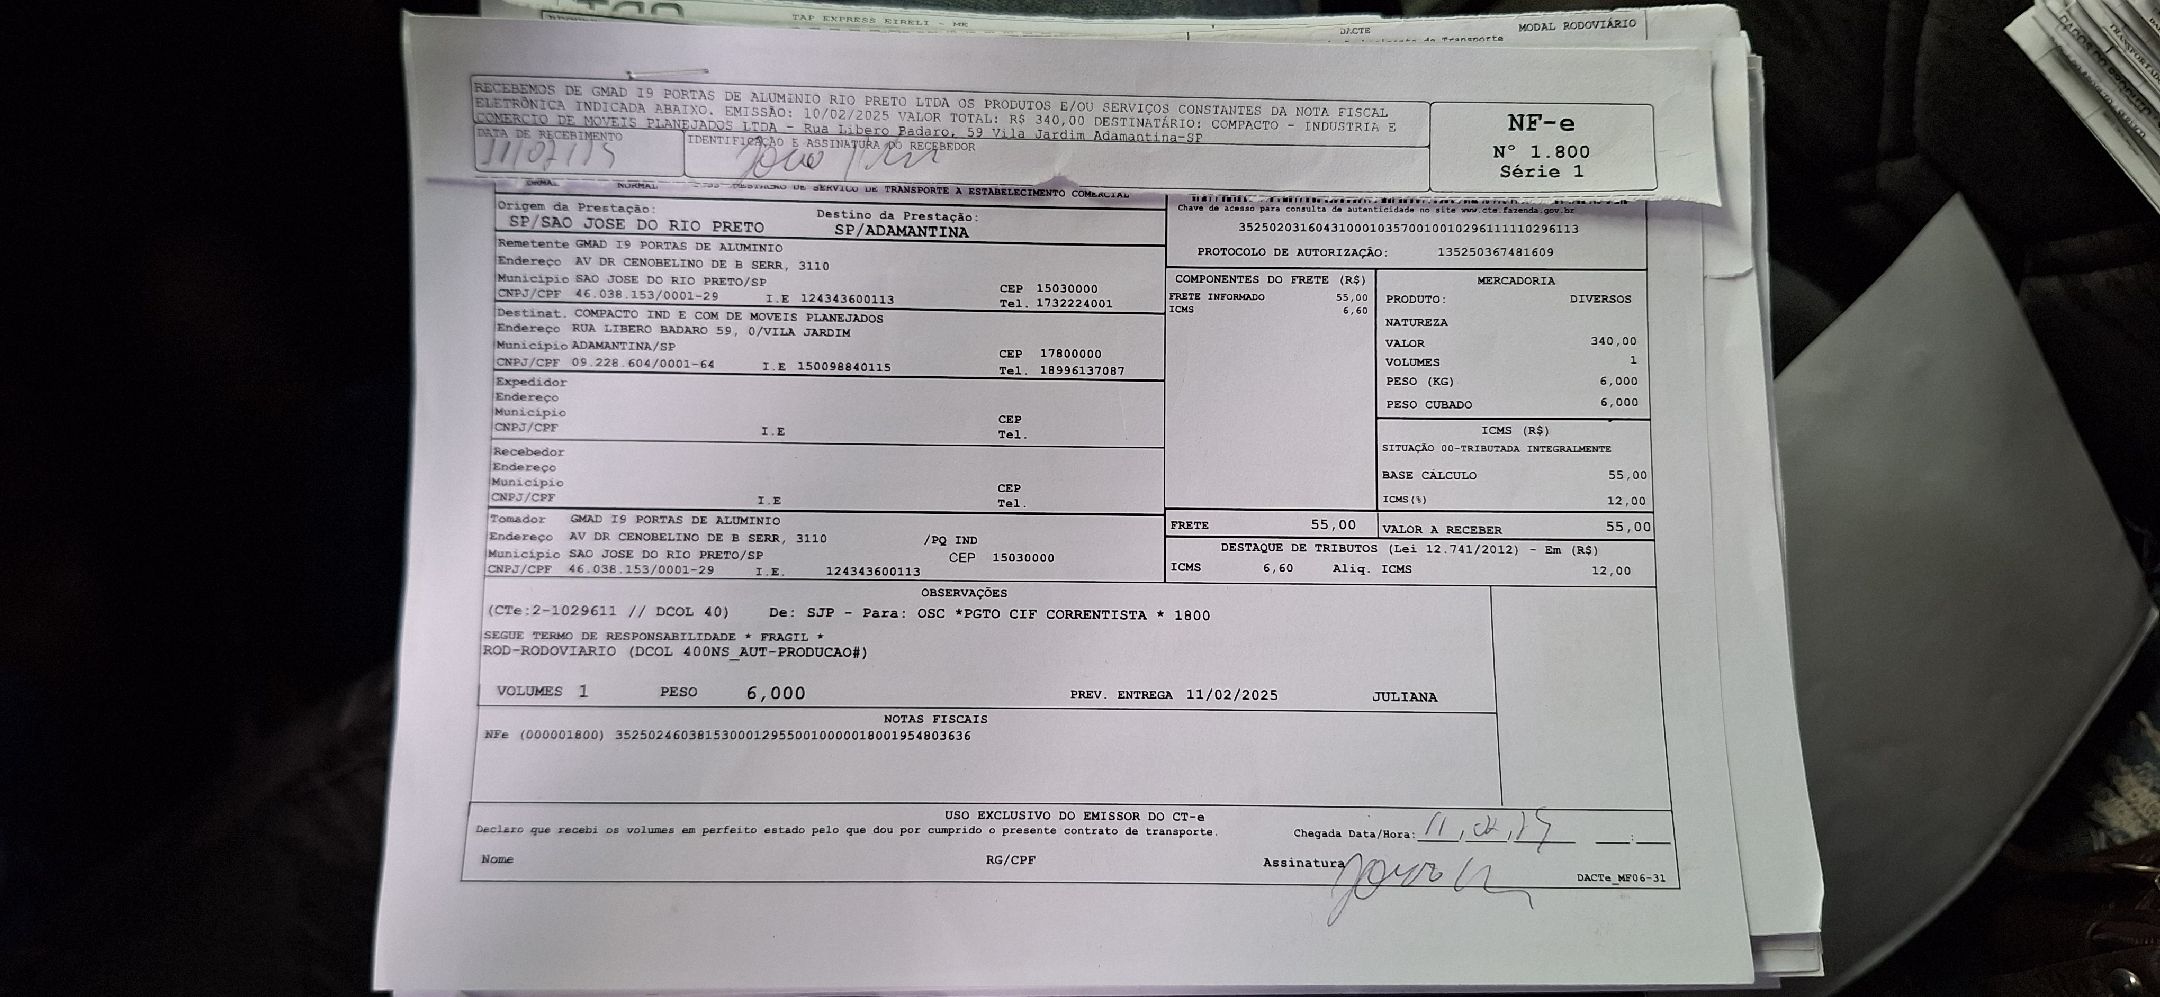 TAP EXPRESS EIRELI - ME
DACTE
MODAL RODOVIÁRIO
RECEBEMOS DE GMAD I9 PORTAS DE ALUMINIO RIO PRETO LTDA OS PRODUTOS E/OU SERVIÇOS CONSTANTES DA NOTA FISCAL
ELETRÔNICA INDICADA ABAIXO. EMISSÃO: 10/02/2025 VALOR TOTAL: R$ 340,00 DESTINATÁRIO: COMPACTO - INDUSTRIA E
COMERCIO DE MOVEIS PLANEJADOS LTDA - Rua Libero Badaro, 59 Vila Jardim Adamantina-SP
DATA DE RECEBIMENTO
IDENTIFICAÇÃO E ASSINATURA DO RECEBEDOR
NF-e
Nº 1.800
Série 1
NORMAL DE SERVICO DE TRANSPORTE A ESTABELECIMENTO COMERCIAL
Origem da Prestação:
SP/SAO JOSE DO RIO PRETO
Destino da Prestação:
SP/ADAMANTINA
Chave de acesso para consulta de autenticidade no site www.cte.fazenda.gov.br
35250203160431000103570010010296111110296113
PROTOCOLO DE AUTORIZAÇÃO: 135250367481609
Remetente GMAD I9 PORTAS DE ALUMINIO
Endereço AV DR CENOBELINO DE B SERR, 3110
Municipio SAO JOSE DO RIO PRETO/SP CEP 15030000
CNPJ/CPF 46.038.153/0001-29 I.E 124343600113 Tel. 1732224001
Destinat. COMPACTO IND E COM DE MOVEIS PLANEJADOS
Endereço RUA LIBERO BADARO 59, 0/VILA JARDIM
Municipio ADAMANTINA/SP CEP 17800000
CNPJ/CPF 09.228.604/0001-64 I.E 150098840115 Tel. 18996137087
Expedidor
Endereço
Municipio CEP
CNPJ/CPF I.E Tel.
Recebedor
Endereço
Municipio CEP
CNPJ/CPF I.E Tel.
Tomador GMAD I9 PORTAS DE ALUMINIO
Endereço AV DR CENOBELINO DE B SERR, 3110 /PQ IND
Municipio SAO JOSE DO RIO PRETO/SP CEP 15030000
CNPJ/CPF 46.038.153/0001-29 I.E. 124343600113
COMPONENTES DO FRETE (R$)
FRETE INFORMADO 55,00
ICMS 6,60
MERCADORIA
PRODUTO: DIVERSOS
NATUREZA
VALOR 340,00
VOLUMES 1
PESO (KG) 6,000
PESO CUBADO 6,000
ICMS (R$)
SITUAÇÃO 00-TRIBUTADA INTEGRALMENTE
BASE CÁLCULO 55,00
ICMS(%) 12,00
FRETE 55,00
VALOR A RECEBER 55,00
DESTAQUE DE TRIBUTOS (Lei 12.741/2012) - Em (R$)
ICMS 6,60 Aliq. ICMS 12,00
OBSERVAÇÕES
(CTe:2-1029611 // DCOL 40) De: SJP - Para: OSC *PGTO CIF CORRENTISTA * 1800
SEGUE TERMO DE RESPONSABILIDADE * FRAGIL *
ROD-RODOVIARIO (DCOL 400NS_AUT-PRODUCAO#)
VOLUMES 1 PESO 6,000 PREV. ENTREGA 11/02/2025 JULIANA
NOTAS FISCAIS
NFe (000001800) 35250246038153000129550010000018001954803636
USO EXCLUSIVO DO EMISSOR DO CT-e
Declaro que recebi os volumes em perfeito estado pelo que dou por cumprido o presente contrato de transporte.
Chegada Data/Hora:
Nome RG/CPF Assinatura
DACTe_MF06-31